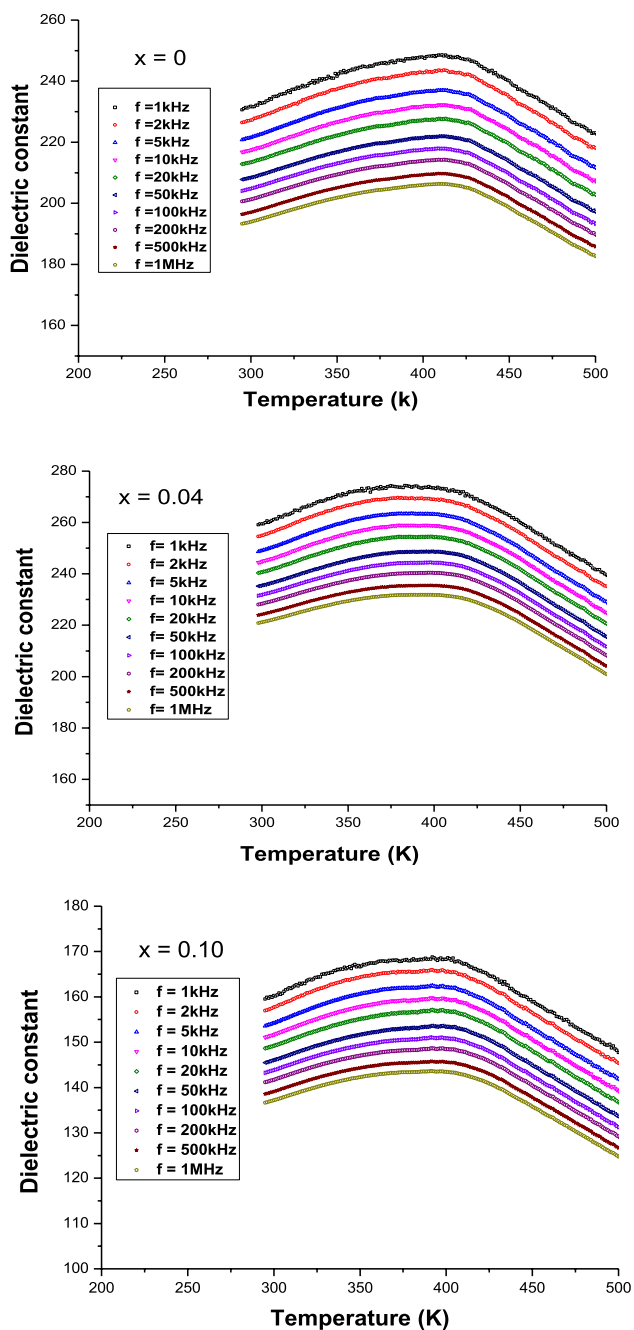 260
240
220
200
180
160
200
250
300
350
400
450
500
Dielectric constant
Temperature (k)
x = 0
f =1kHz
f =2kHz
f =5kHz
f =10kHz
f =20kHz
f =50kHz
f =100kHz
f =200kHz
f =500kHz
f =1MHz
280
260
240
220
200
180
160
200
250
300
350
400
450
500
Dielectric constant
Temperature (K)
x = 0.04
f= 1kHz
f= 2kHz
f= 5kHz
f= 10kHz
f= 20kHz
f= 50kHz
f= 100kHz
f= 200kHz
f= 500kHz
f= 1MHz
180
170
160
150
140
130
120
110
100
200
250
300
350
400
450
500
Dielectric constant
Temperature (K)
x = 0.10
f = 1kHz
f = 2kHz
f = 5kHz
f = 10kHz
f = 20kHz
f = 50kHz
f = 100kHz
f = 200kHz
f = 500kHz
f = 1MHz